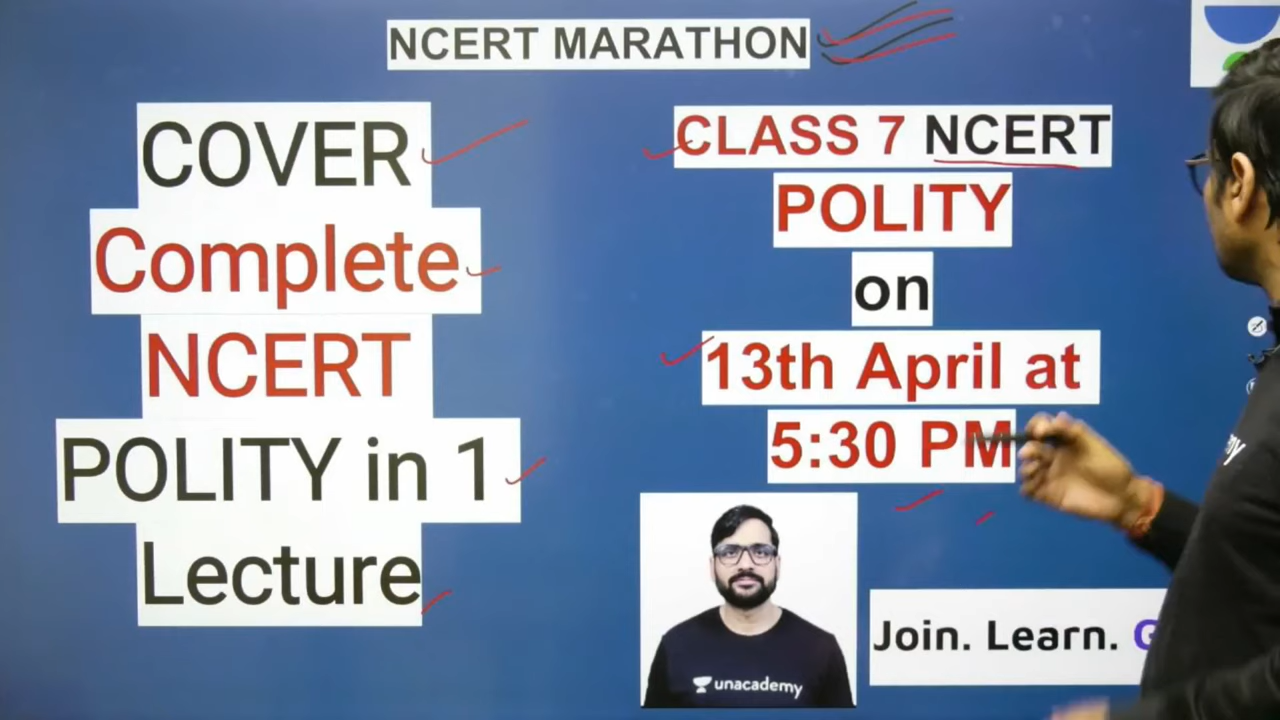 NCERT MARATHON
COVER
Complete
NCERT
POLITY in 1
Lecture
CLASS 7 NCERT
POLITY
on
13th April at
5:30 PM
unacademy
Join. Learn.